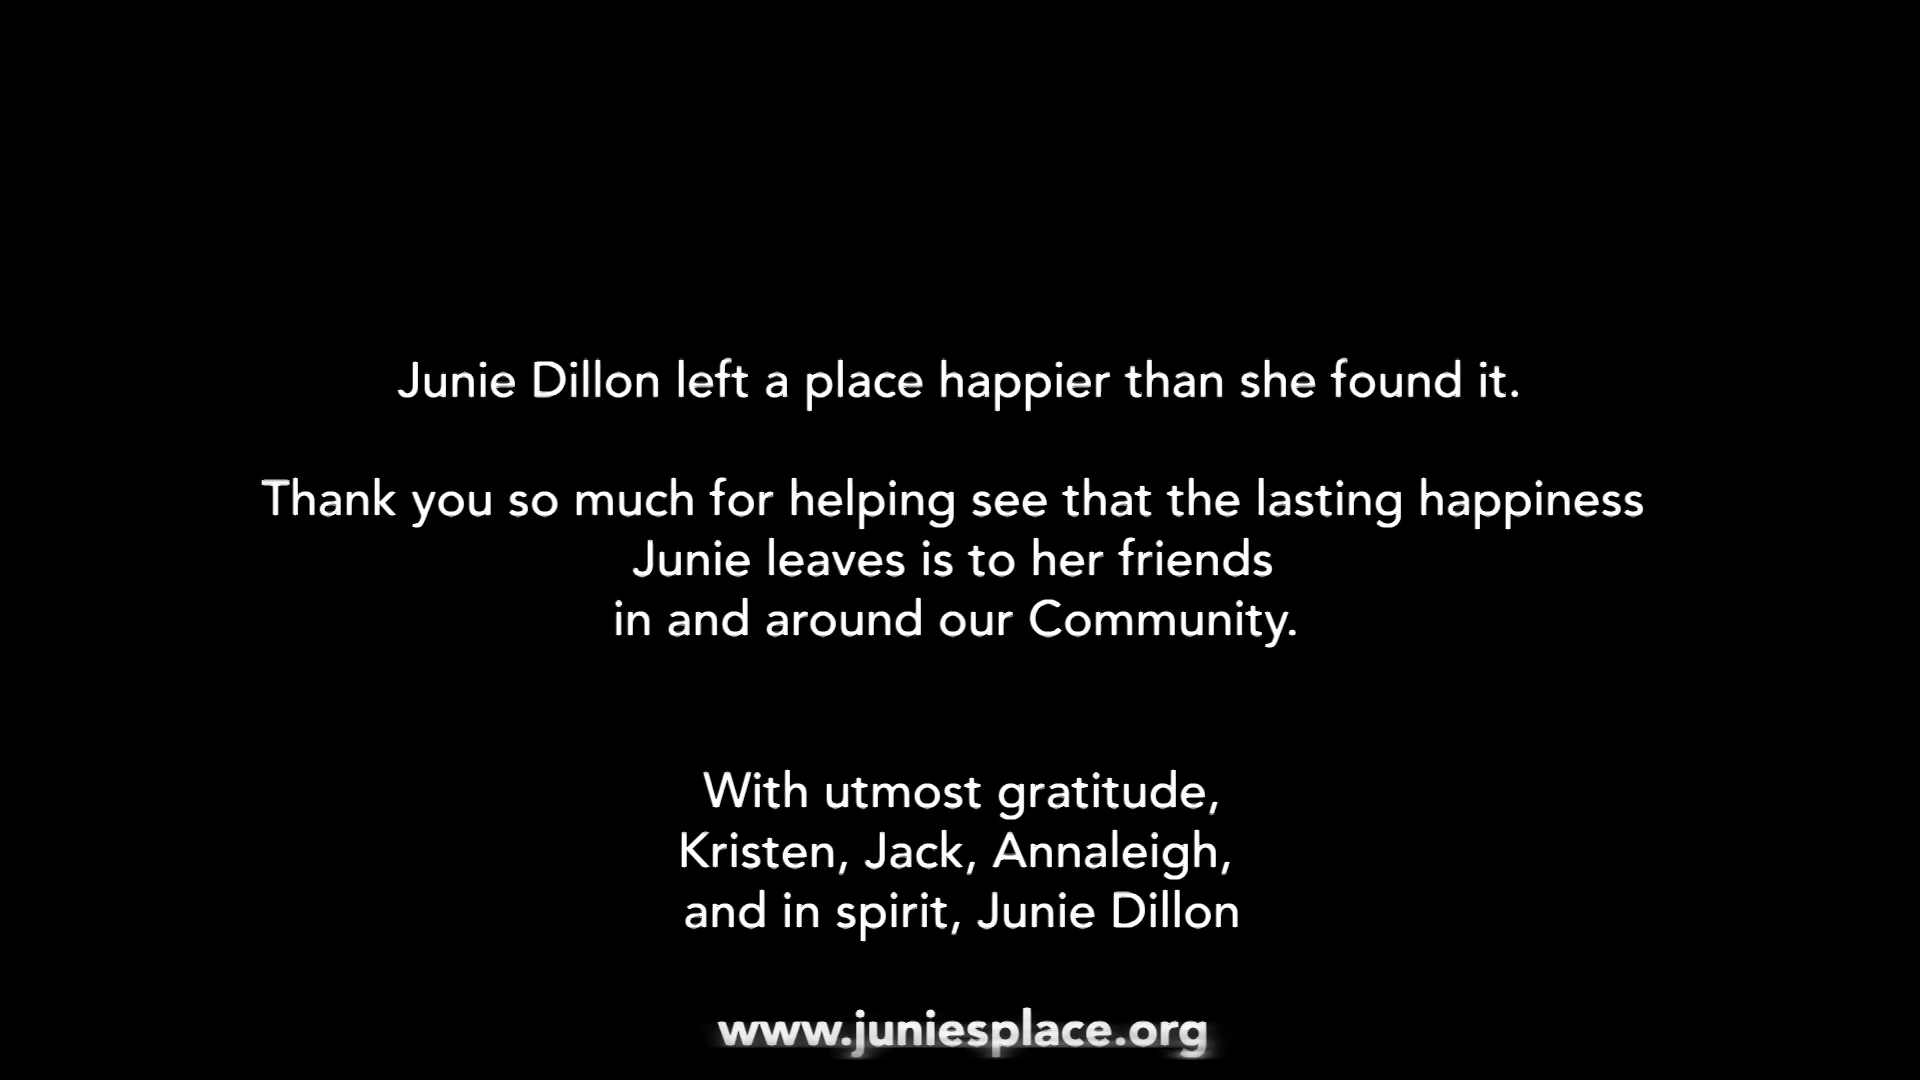 Junie Dillon left a place happier than she found it.
Thank you so much for helping see that the lasting happiness
Junie leaves is to her friends
in and around our Community.
With utmost gratitude,
Kristen, Jack, Annaleigh,
and in spirit, Junie Dillon
www.juniesplace.org